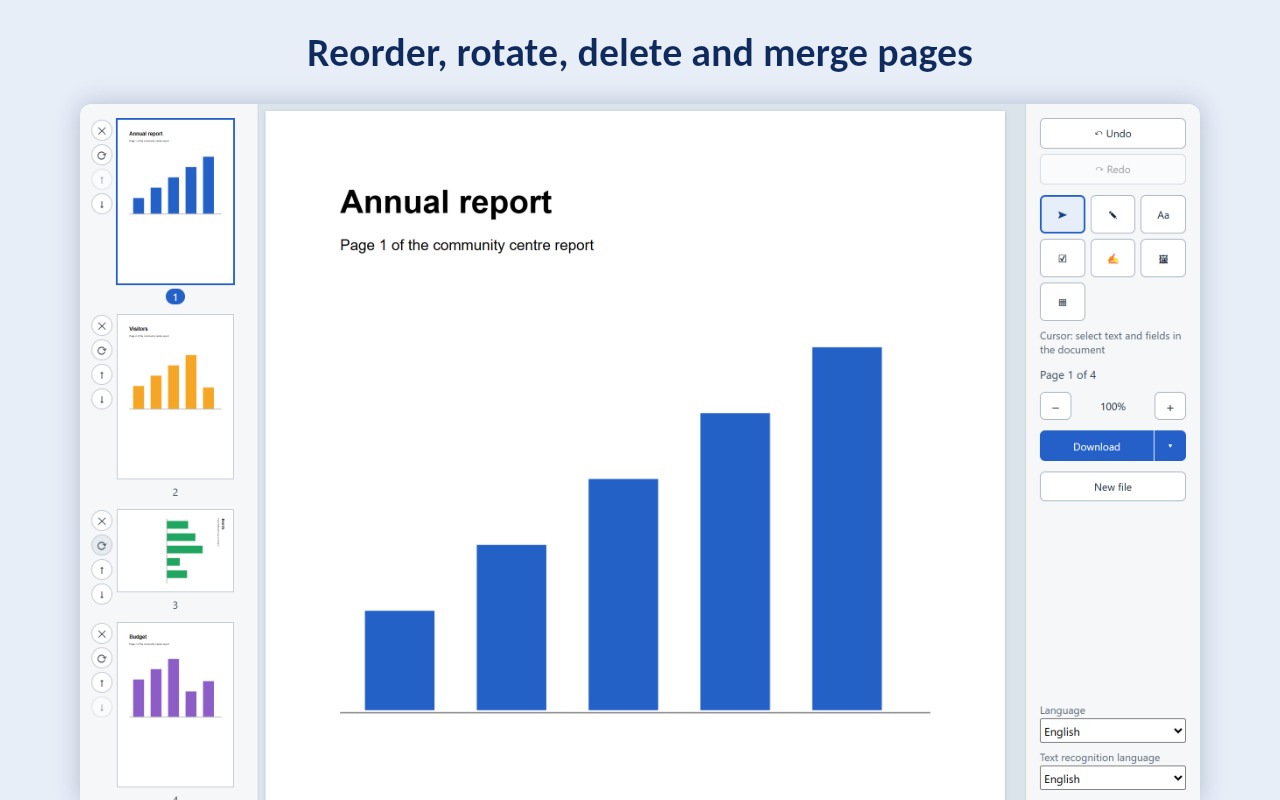 Reorder, rotate, delete and merge pages
Annual report
1
Visitors
2
3
Budget
Annual report
Page 1 of the community centre report
Undo
Redo
Aa
Cursor: select text and fields in
the document
Page 1 of 4
100%
Download
New file
Language
English
Text recognition language
English